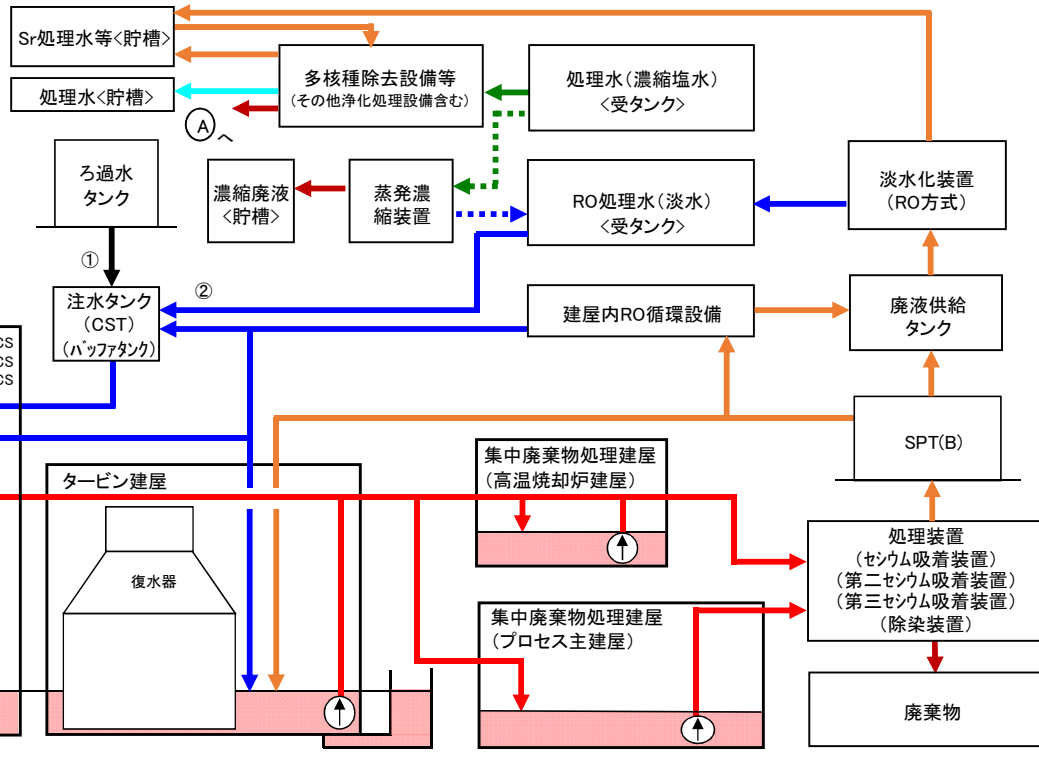 Sr処理水等<貯槽>
処理水<貯槽>
多核種除去設備等
(その他浄化処理設備含む)
処理水(濃縮塩水)
<受タンク>
A へ
ろ過水
タンク
濃縮廃液
<貯槽>
蒸発濃
縮装置
RO処理水(淡水)
<受タンク>
淡水化装置
(RO方式)
①
②
注水タンク
(CST)
(ﾊﾞｯﾌｧﾀﾝｸ)
建屋内RO循環設備
廃液供給
タンク
CS
CS
CS
SPT(B)
タービン建屋
集中廃棄物処理建屋
(高温焼却炉建屋)
復水器
処理装置
(ｾｼｳﾑ吸着装置)
(第二ｾｼｳﾑ吸着装置)
(第三ｾｼｳﾑ吸着装置)
(除染装置)
集中廃棄物処理建屋
(プロセス主建屋)
廃棄物